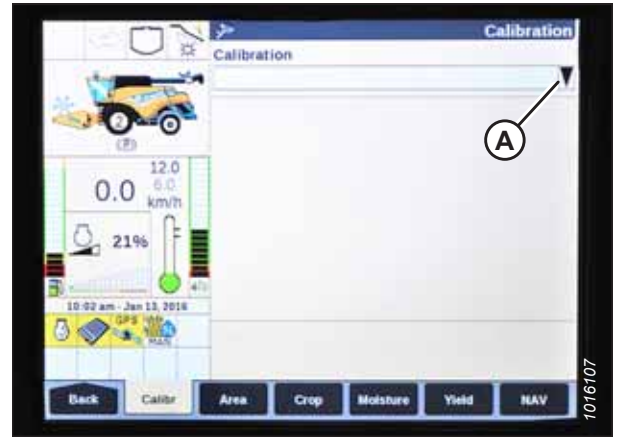 Calibration
Calibration
A
2
(P)
12.0
0.0 6.0
km/h
21%
10:02 am - Jan 13, 2016
GPS
MAN
Back Calibr Area Crop Moisture Yield NAV
1016107